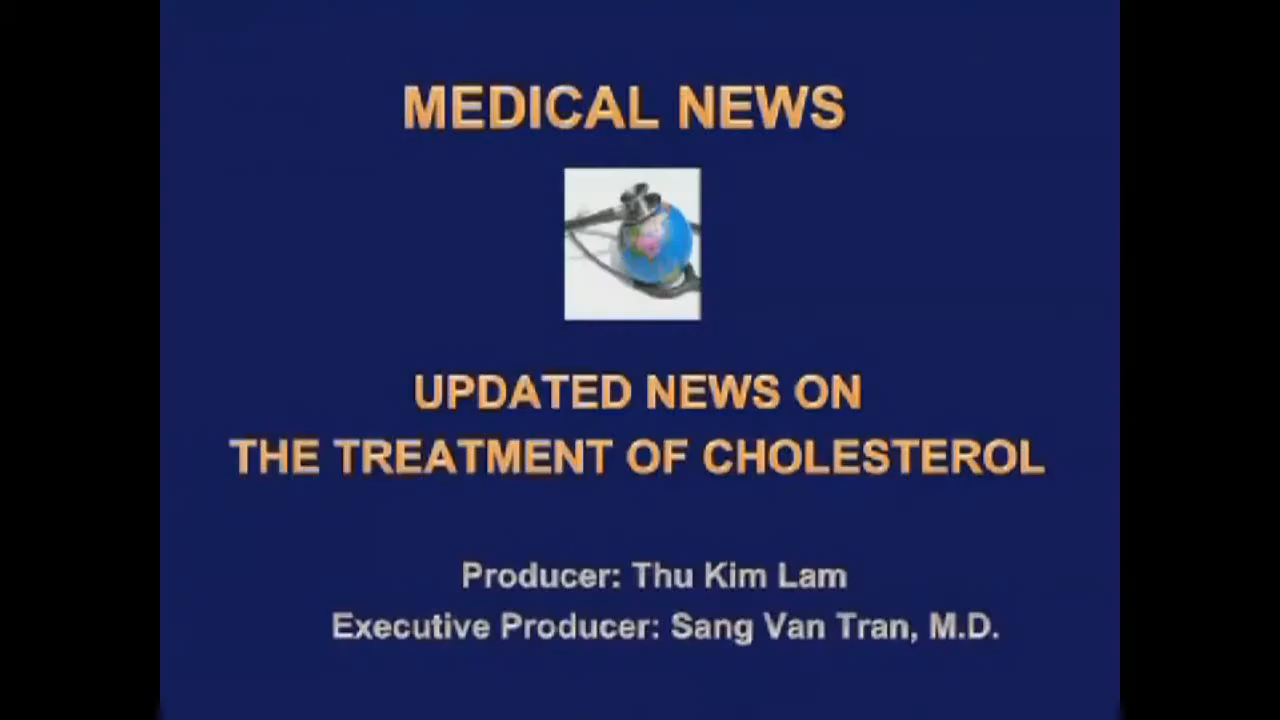 MEDICAL NEWS
UPDATED NEWS ON
THE TREATMENT OF CHOLESTEROL
Producer: Thu Kim Lam
Executive Producer: Sang Van Tran, M.D.